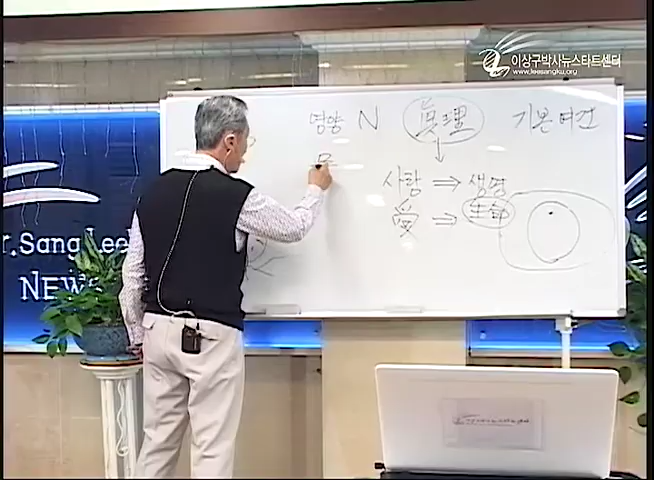 이상구박사뉴스타트센터
www.leesangku.org
영양 N 眞理 기본 여건
사랑 ⇒ 생명
愛 ⇒ 生命
Dr.Sang Lee
NEWS